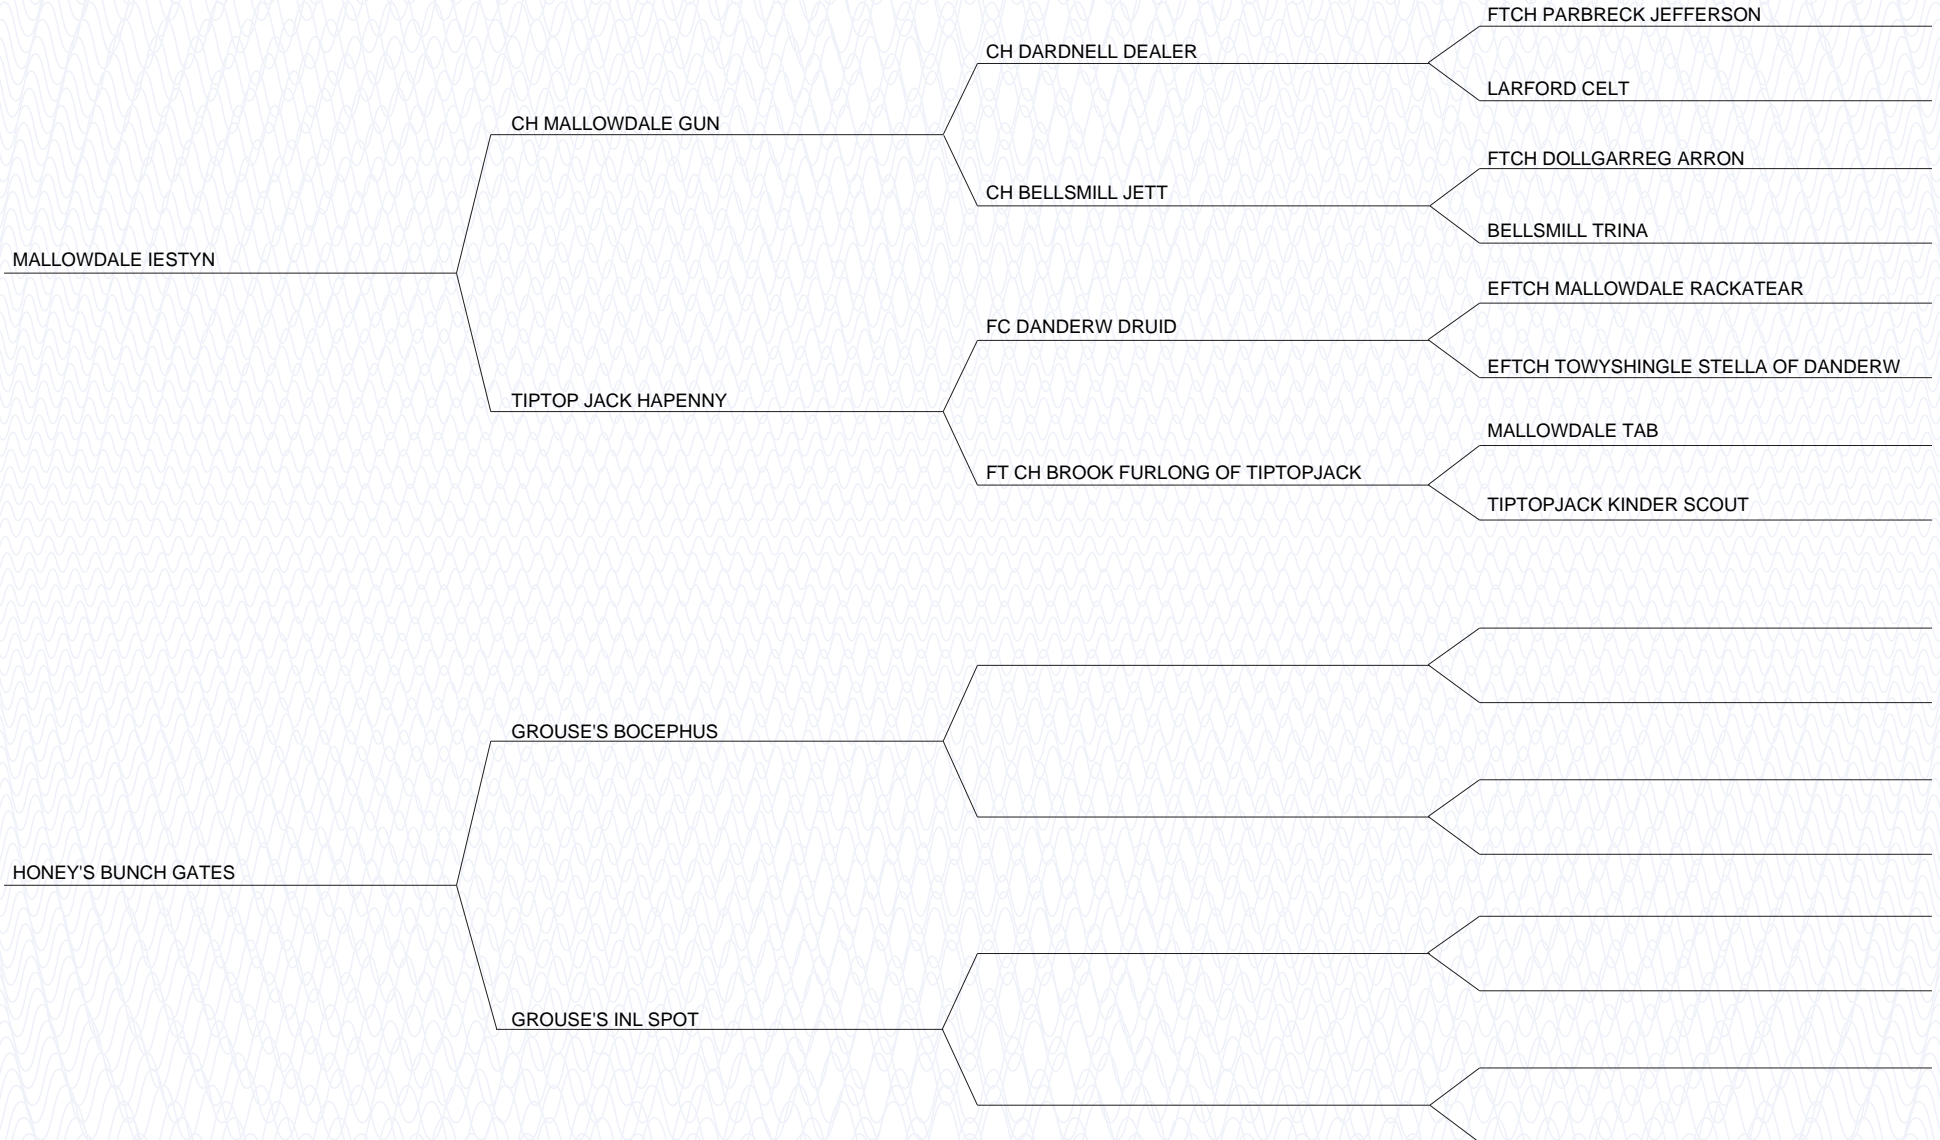 FTCH PARBRECK JEFFERSON
CH DARDNELL DEALER
LARFORD CELT
CH MALLOWDALE GUN
FTCH DOLLGARREG ARRON
CH BELLSMILL JETT
BELLSMILL TRINA
MALLOWDALE IESTYN
EFTCH MALLOWDALE RACKATEAR
FC DANDERW DRUID
EFTCH TOWYSHINGLE STELLA OF DANDERW
TIPTOP JACK HAPENNY
MALLOWDALE TAB
FT CH BROOK FURLONG OF TIPTOPJACK
TIPTOPJACK KINDER SCOUT
GROUSE'S BOCEPHUS
HONEY'S BUNCH GATES
GROUSE'S INL SPOT